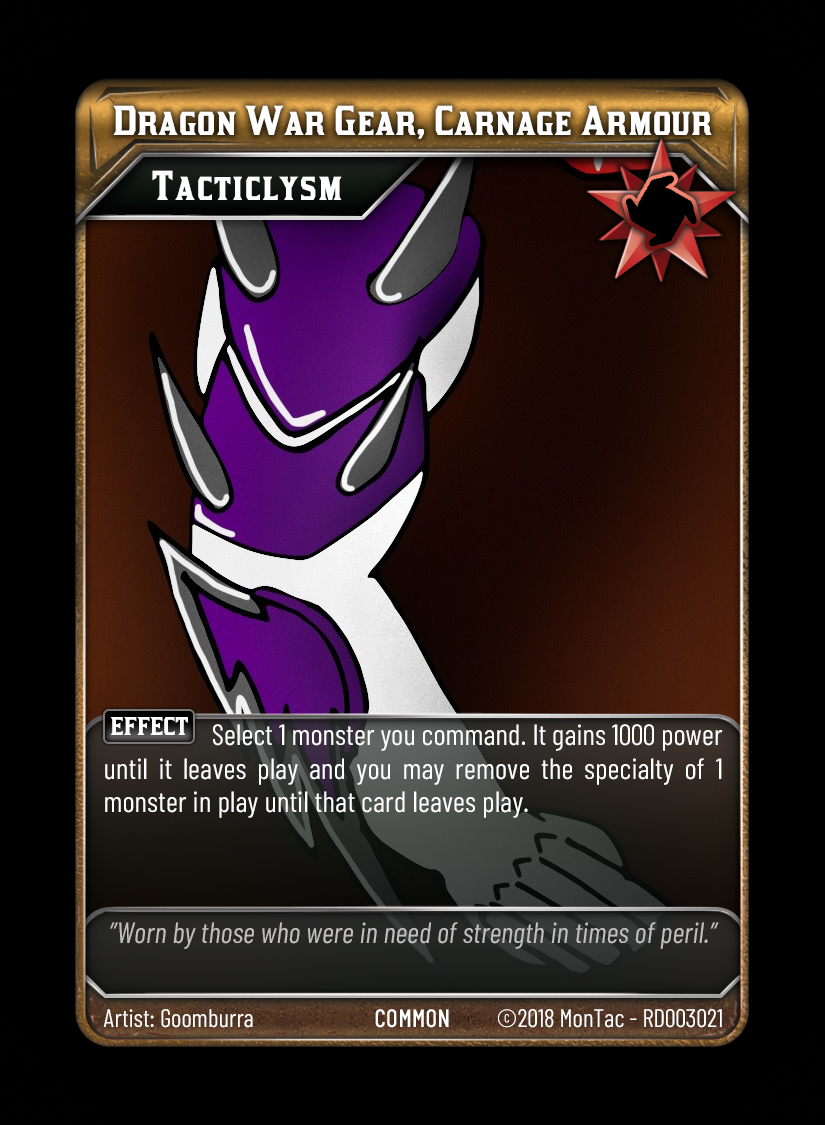 Dragon War Gear, Carnage Armour
Tacticlysm
EFFECT Select 1 monster you command. It gains 1000 power
until it leaves play and you may remove the specialty of 1
monster in play until that card leaves play.
"Worn by those who were in need of strength in times of peril."
Artist: Goomburra COMMON ©2018 MonTac - RD003021